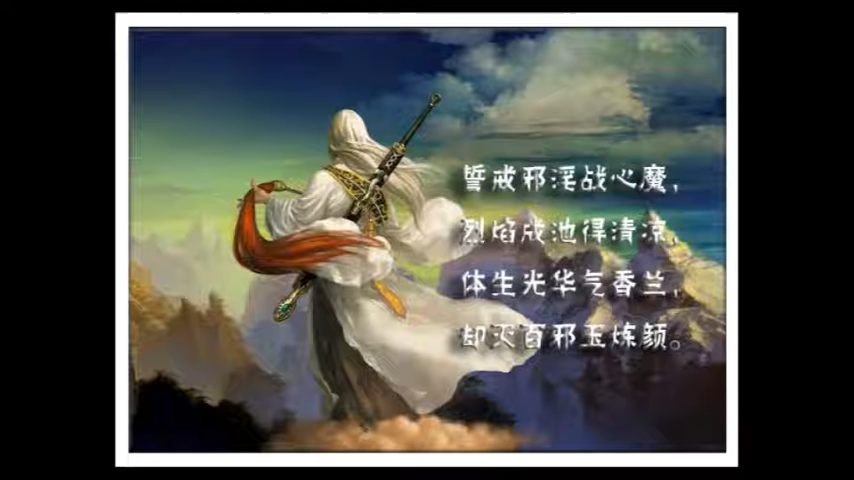 誓戒邪淫战心魔，
烈焰成池得清凉，
体生光华气香兰，
却灭百邪玉炼颜。